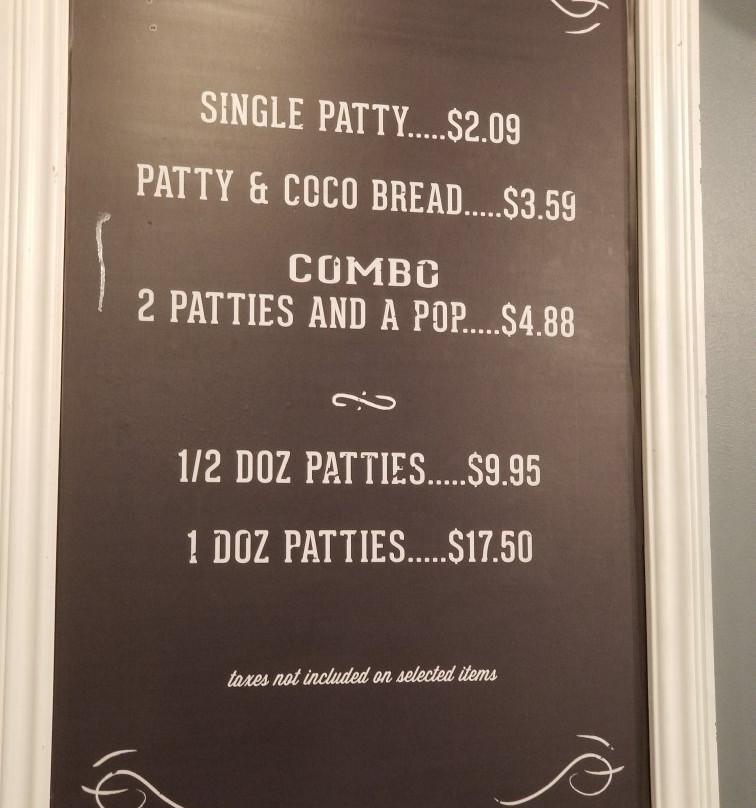 SINGLE PATTY.....$2.09
PATTY & COCO BREAD.....$3.59
COMBO
2 PATTIES AND A POP.....$4.88
1/2 DOZ PATTIES.....$9.95
1 DOZ PATTIES.....$17.50
taxes not included on selected items